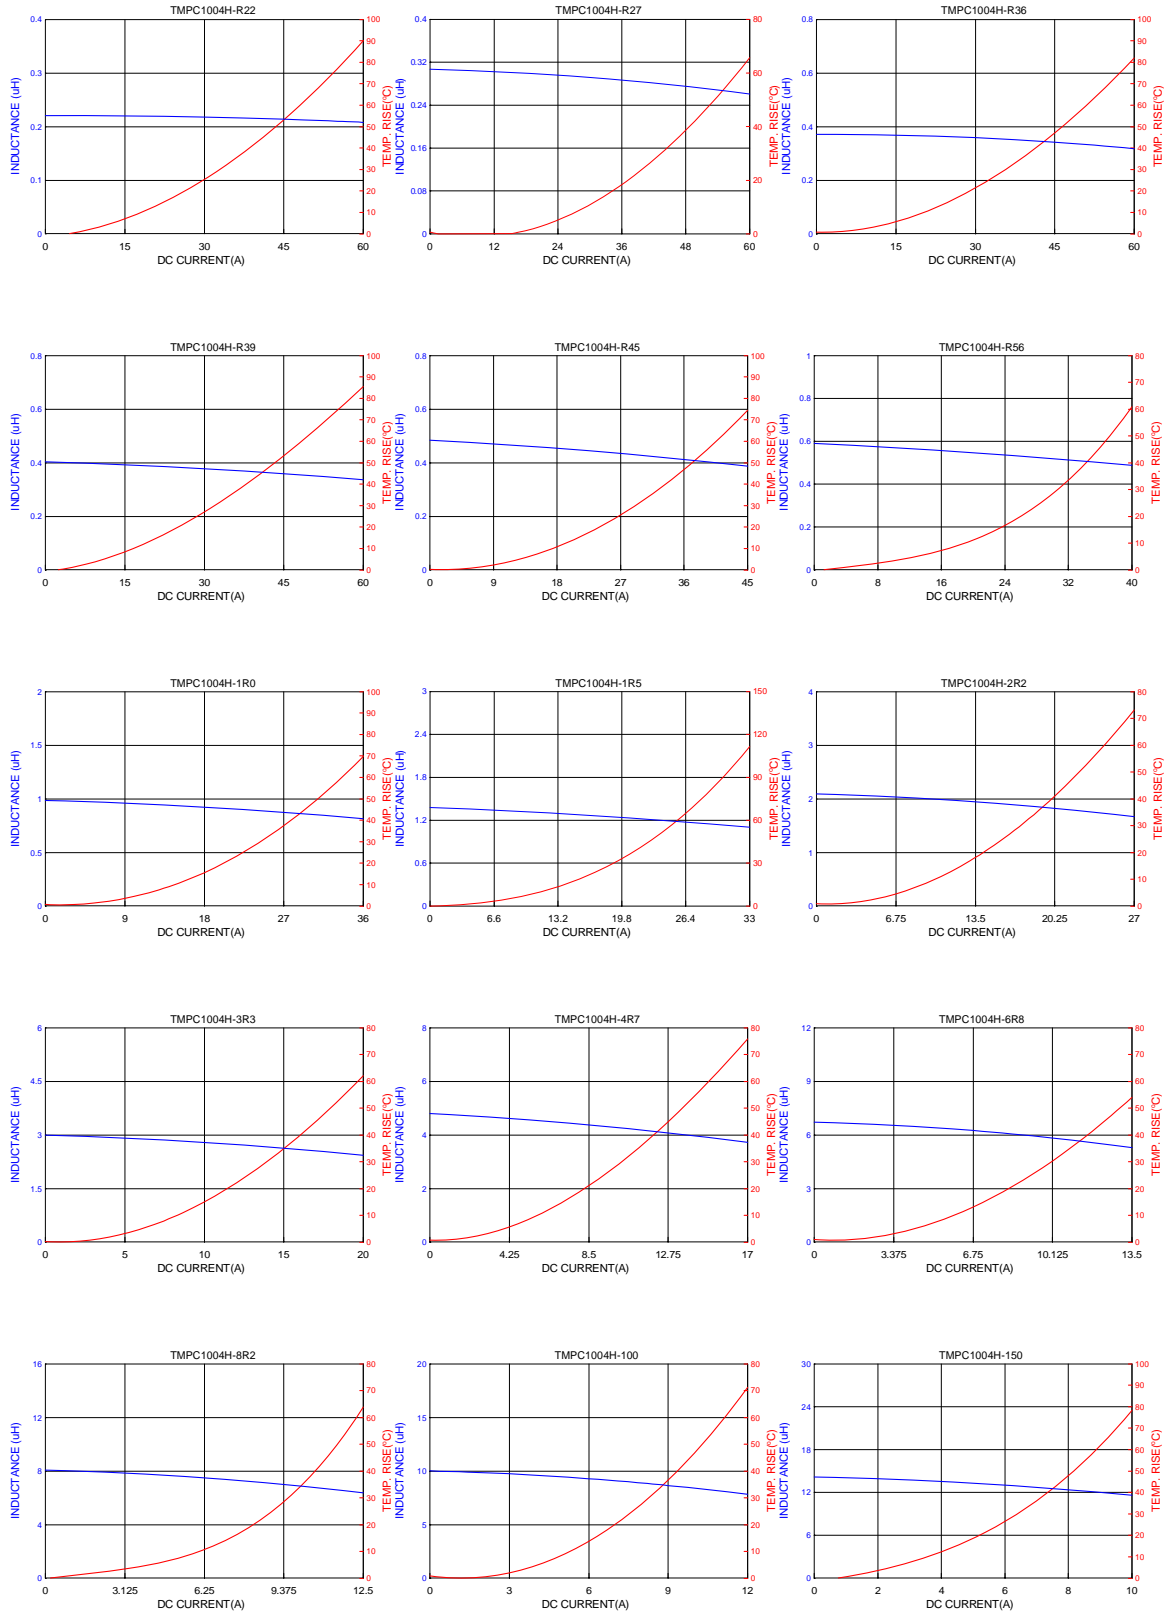 TMPC1004H-R22
INDUCTANCE (uH)
0.4
0.3
0.2
0.1
0
100
90
80
70
60
50
40
30
20
10
0
TEMP. RISE(°C)
0 15 30 45 60
DC CURRENT(A)
TMPC1004H-R27
INDUCTANCE (uH)
0.4
0.32
0.24
0.16
0.08
0
80
60
40
20
0
TEMP. RISE(°C)
0 12 24 36 48 60
DC CURRENT(A)
TMPC1004H-R36
INDUCTANCE (uH)
0.8
0.6
0.4
0.2
0
100
90
80
70
60
50
40
30
20
10
0
TEMP. RISE(°C)
0 15 30 45 60
DC CURRENT(A)
TMPC1004H-R39
INDUCTANCE (uH)
0.8
0.6
0.4
0.2
0
100
90
80
70
60
50
40
30
20
10
0
TEMP. RISE(°C)
0 15 30 45 60
DC CURRENT(A)
TMPC1004H-R45
INDUCTANCE (uH)
0.8
0.6
0.4
0.2
0
100
90
80
70
60
50
40
30
20
10
0
TEMP. RISE(°C)
0 9 18 27 36 45
DC CURRENT(A)
TMPC1004H-R56
INDUCTANCE (uH)
1
0.8
0.6
0.4
0.2
0
80
70
60
50
40
30
20
10
0
TEMP. RISE(°C)
0 8 16 24 32 40
DC CURRENT(A)
TMPC1004H-1R0
INDUCTANCE (uH)
2
1.5
1
0.5
0
100
90
80
70
60
50
40
30
20
10
0
TEMP. RISE(°C)
0 9 18 27 36
DC CURRENT(A)
TMPC1004H-1R5
INDUCTANCE (uH)
3
2.4
1.8
1.2
0.6
0
150
120
90
60
30
0
TEMP. RISE(°C)
0 6.6 13.2 19.8 26.4 33
DC CURRENT(A)
TMPC1004H-2R2
INDUCTANCE (uH)
4
3
2
1
0
80
70
60
50
40
30
20
10
0
TEMP. RISE(°C)
0 6.75 13.5 20.25 27
DC CURRENT(A)
TMPC1004H-3R3
INDUCTANCE (uH)
6
4.5
3
1.5
0
80
70
60
50
40
30
20
10
0
TEMP. RISE(°C)
0 5 10 15 20
DC CURRENT(A)
TMPC1004H-4R7
INDUCTANCE (uH)
8
6
4
2
0
80
70
60
50
40
30
20
10
0
TEMP. RISE(°C)
0 4.25 8.5 12.75 17
DC CURRENT(A)
TMPC1004H-6R8
INDUCTANCE (uH)
12
9
6
3
0
80
70
60
50
40
30
20
10
0
TEMP. RISE(°C)
0 3.375 6.75 10.125 13.5
DC CURRENT(A)
TMPC1004H-8R2
INDUCTANCE (uH)
16
12
8
4
0
80
70
60
50
40
30
20
10
0
TEMP. RISE(°C)
0 3.125 6.25 9.375 12.5
DC CURRENT(A)
TMPC1004H-100
INDUCTANCE (uH)
20
15
10
5
0
80
70
60
50
40
30
20
10
0
TEMP. RISE(°C)
0 3 6 9 12
DC CURRENT(A)
TMPC1004H-150
INDUCTANCE (uH)
30
24
18
12
6
0
100
90
80
70
60
50
40
30
20
10
0
TEMP. RISE(°C)
0 2 4 6 8 10
DC CURRENT(A)